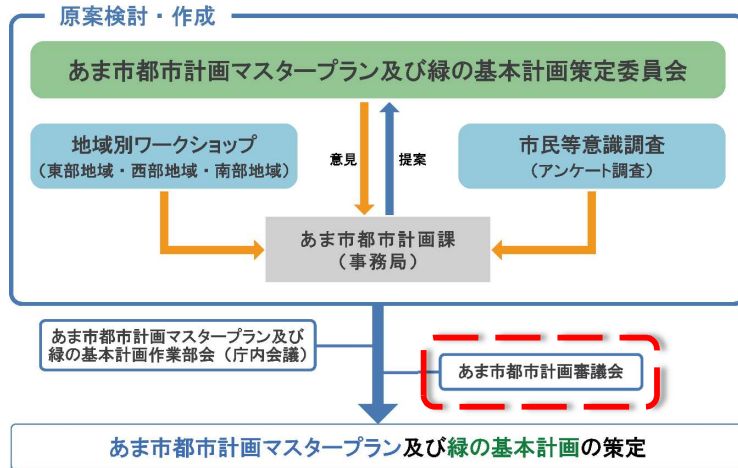 原案検討・作成
あま市都市計画マスタープラン及び緑の基本計画策定委員会
地域別ワークショップ
（東部地域・西部地域・南部地域）
意見
提案
市民等意識調査
（アンケート調査）
あま市都市計画課
（事務局）
あま市都市計画マスタープラン及び
緑の基本計画作業部会（庁内会議）
あま市都市計画審議会
あま市都市計画マスタープラン及び緑の基本計画の策定